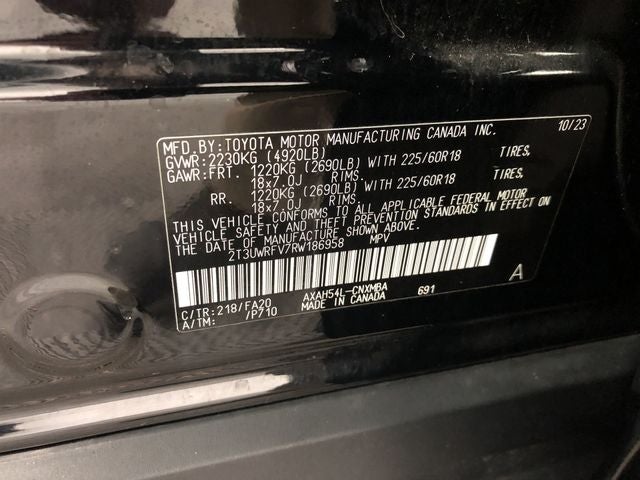 MFD.BY:TOYOTA MOTOR MANUFACTURING CANADA INC. 10/23
GVWR:2230KG (4920LB)
GAWR:FRT. 1220KG (2690LB) WITH 225/60R18 TIRES,
18x7.0J RIMS.
RR. 1220KG (2690LB) WITH 225/60R18 TIRES,
18x7.0J RIMS.
THIS VEHICLE CONFORMS TO ALL APPLICABLE FEDERAL MOTOR
VEHICLE SAFETY AND THEFT PREVENTION STANDARDS IN EFFECT ON
THE DATE OF MANUFACTURE SHOWN ABOVE.
2T3UWRFV7RW186958 MPV
A
C/TR:218/FA20 AXAH54L-CNXMBA 691
A/TM: /P710 MADE IN CANADA